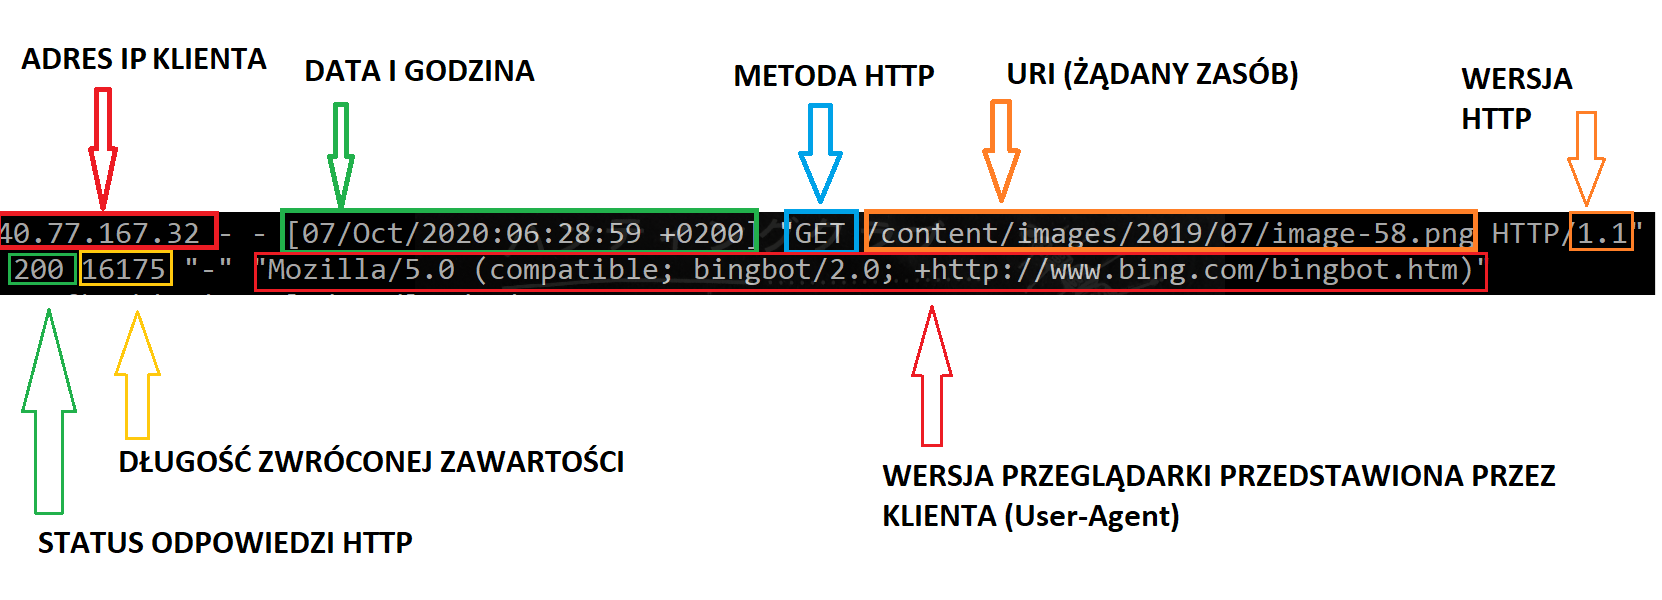 ADRES IP KLIENTA
DATA I GODZINA
METODA HTTP
URI (ŻĄDANY ZASÓB)
WERSJA
HTTP
40.77.167.32 - - [07/Oct/2020:06:28:59 +0200] "GET /content/images/2019/07/image-58.png HTTP/1.1"
200 16175 "-" "Mozilla/5.0 (compatible; bingbot/2.0; +http://www.bing.com/bingbot.htm)"
DŁUGOŚĆ ZWRÓCONEJ ZAWARTOŚCI
WERSJA PRZEGLĄDARKI PRZEDSTAWIONA PRZEZ
KLIENTA (User-Agent)
STATUS ODPOWIEDZI HTTP